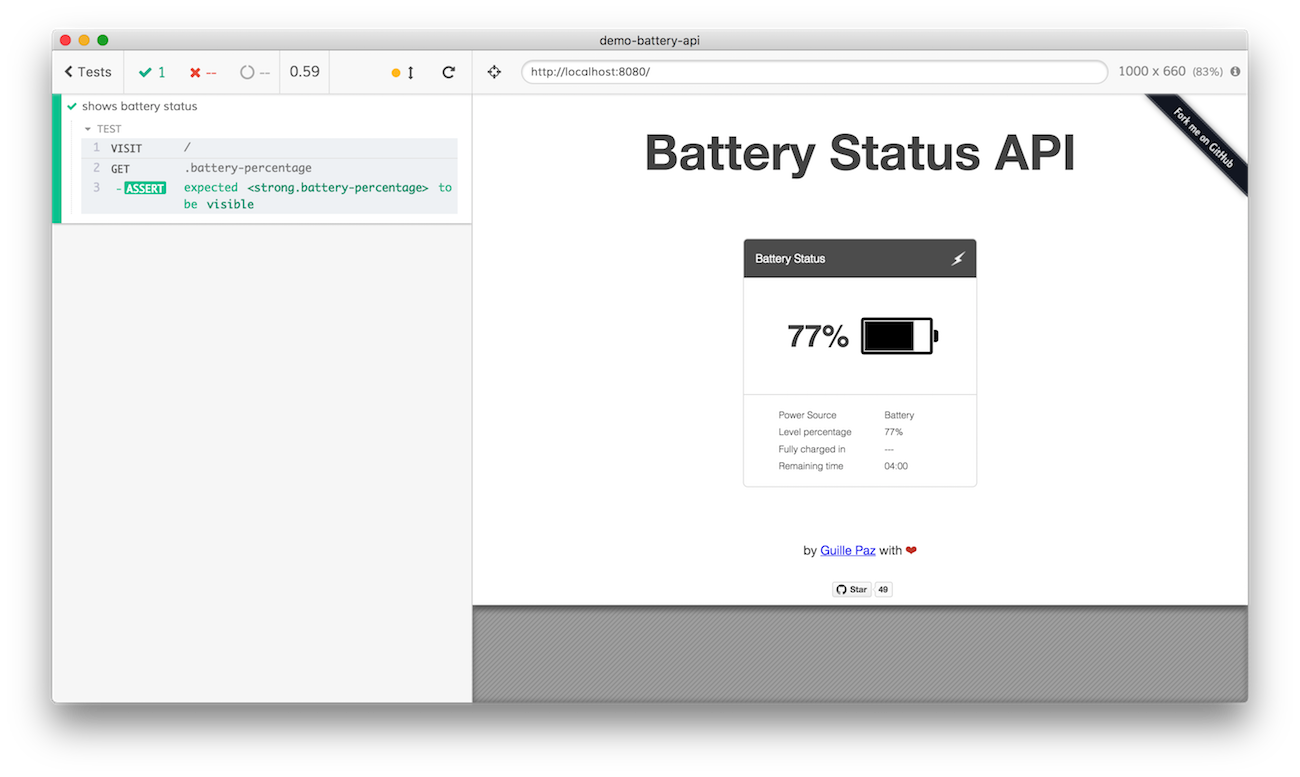 demo-battery-api
Tests 1 -- -- 0.59
http://localhost:8080/ 1000 x 660 (83%)
shows battery status
TEST
1 VISIT /
2 GET .battery-percentage
3 -ASSERT expected <strong.battery-percentage> to
be visible
Fork me on GitHub
Battery Status API
Battery Status
77%
Power Source Battery
Level percentage 77%
Fully charged in ---
Remaining time 04:00
by Guille Paz with ❤
Star 49